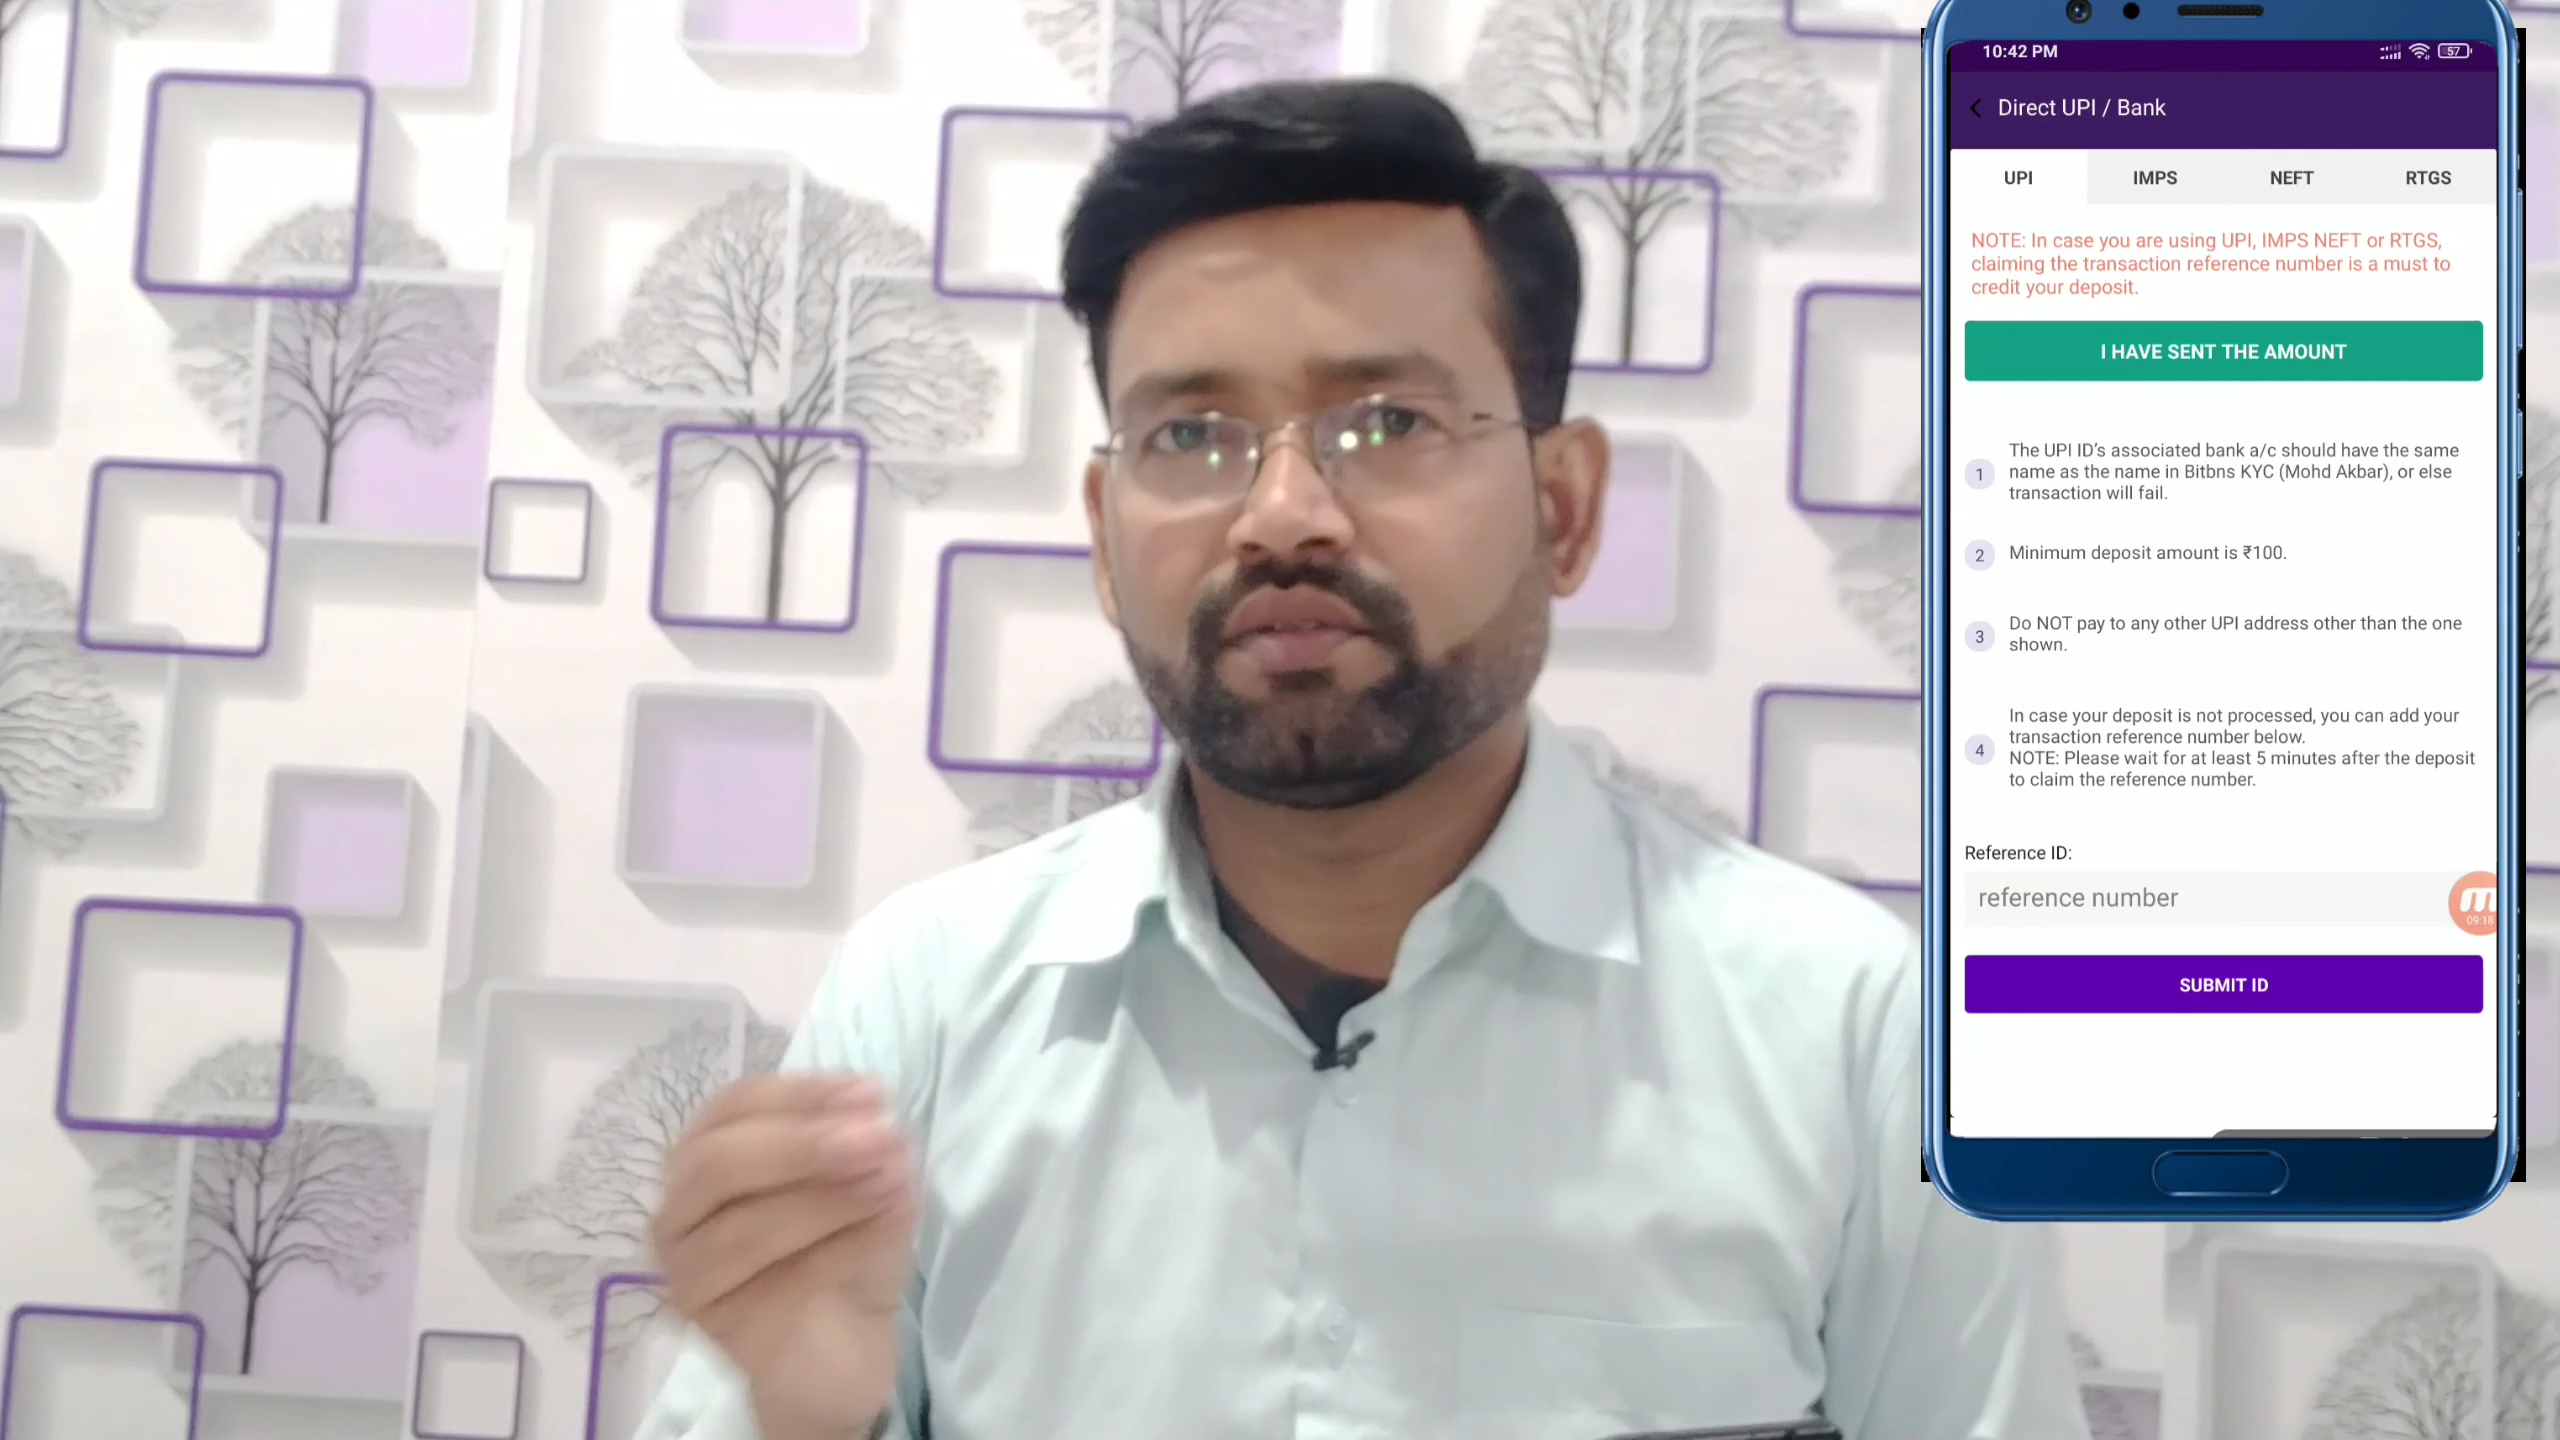 10:42 PM
57
Direct UPI / Bank
UPI IMPS NEFT RTGS
NOTE: In case you are using UPI, IMPS NEFT or RTGS,
claiming the transaction reference number is a must to
credit your deposit.
I HAVE SENT THE AMOUNT
1
The UPI ID’s associated bank a/c should have the same
name as the name in Bitbns KYC (Mohd Akbar), or else
transaction will fail.
2
Minimum deposit amount is ₹100.
3
Do NOT pay to any other UPI address other than the one
shown.
4
In case your deposit is not processed, you can add your
transaction reference number below.
NOTE: Please wait for at least 5 minutes after the deposit
to claim the reference number.
Reference ID:
reference number
09:18
SUBMIT ID